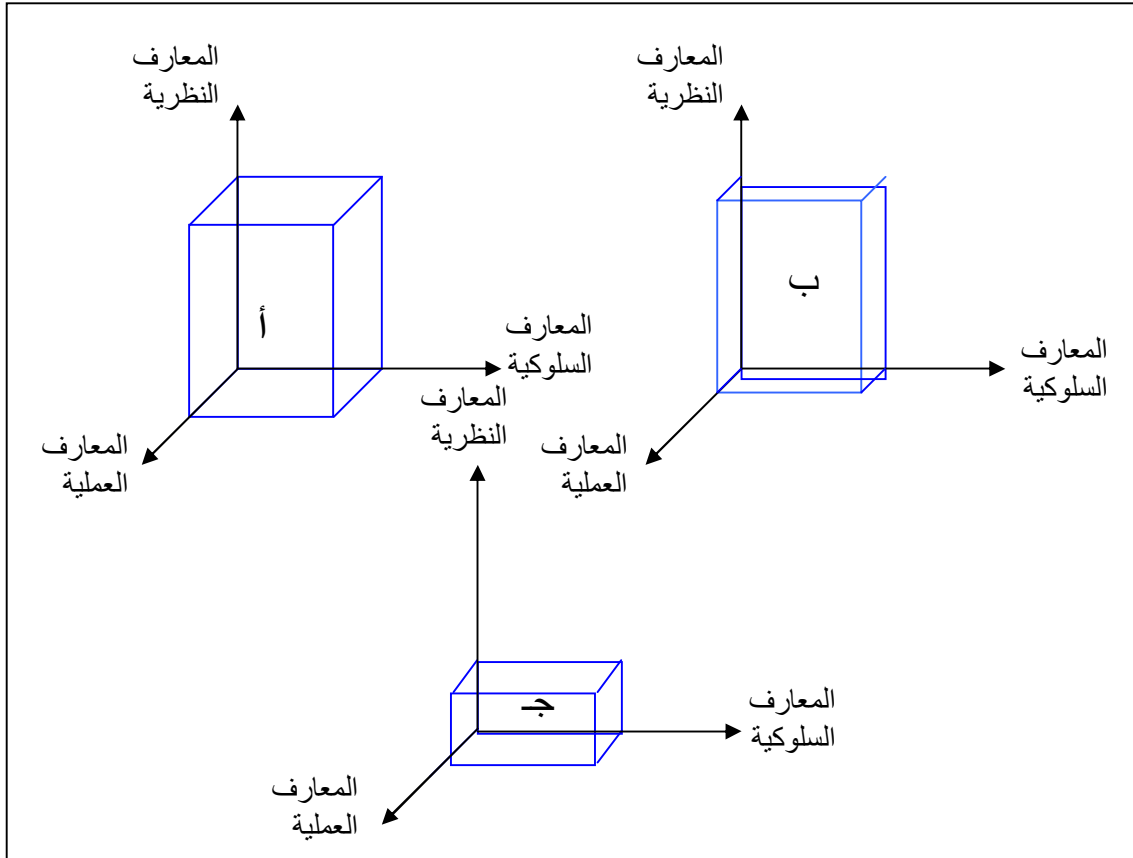 المعارف
النظرية
المعارف
النظرية
أ
ب
المعارف
السلوكية
المعارف
السلوكية
المعارف
العملية
المعارف
العملية
المعارف
النظرية
جـ
المعارف
السلوكية
المعارف
العملية